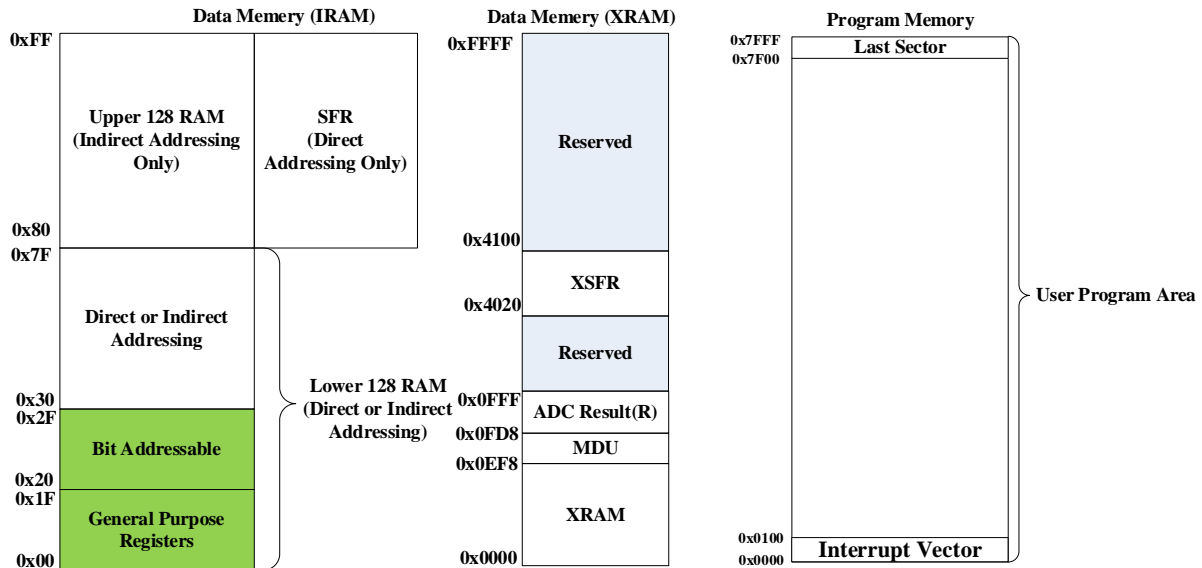 Data Memery (IRAM)
0xFF
Upper 128 RAM
(Indirect Addressing
Only)
SFR
(Direct
Addressing Only)
0x80
0x7F
Direct or Indirect
Addressing
0x30
0x2F
Bit Addressable
0x20
0x1F
General Purpose
Registers
0x00
Lower 128 RAM
(Direct or Indirect
Addressing)
Data Memery (XRAM)
0xFFFF
Reserved
0x4100
XSFR
0x4020
Reserved
0x0FFF
ADC Result(R)
0x0FD8
MDU
0x0EF8
XRAM
0x0000
Program Memory
0x7FFF
Last Sector
0x7F00
User Program Area
0x0100
Interrupt Vector
0x0000